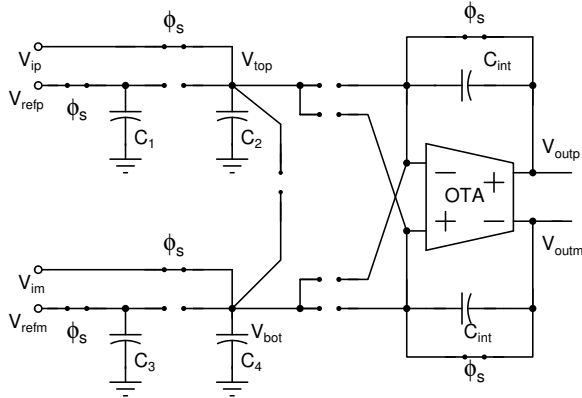 ϕs
ϕs
Vip
Vtop
Cint
Vrefp
ϕs
C1
C2
Voutp
− +
OTA
+ −
Voutm
ϕs
Vim
Vrefm
ϕs
Vbot
Cint
C3
C4
ϕs